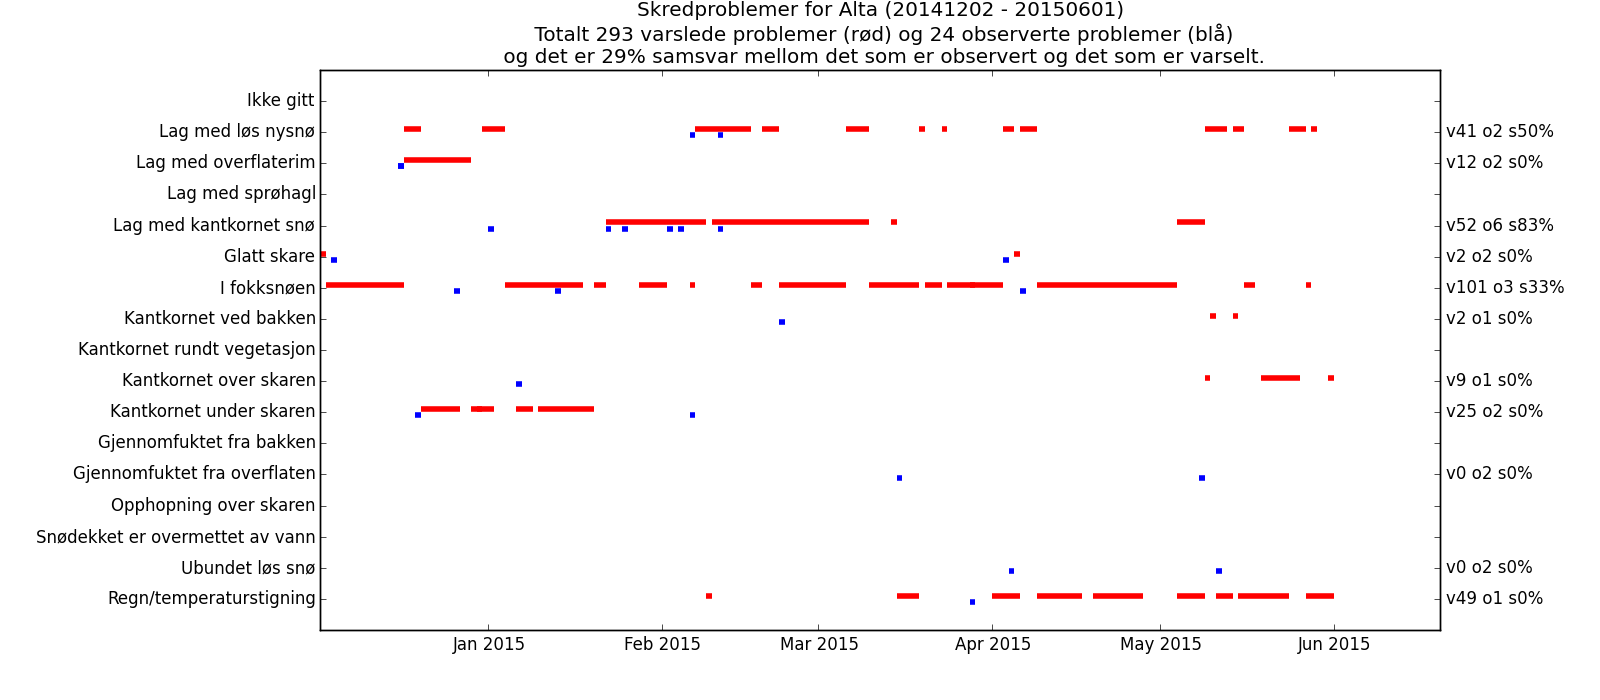 Skredproblemer for Alta (20141202 - 20150601)
Totalt 293 varslede problemer (rød) og 24 observerte problemer (blå)
og det er 29% samsvar mellom det som er observert og det som er varselt.
Ikke gitt
Lag med løs nysnø v41 o2 s50%
Lag med overflaterim v12 o2 s0%
Lag med sprøhagl
Lag med kantkornet snø v52 o6 s83%
Glatt skare v2 o2 s0%
I fokksnøen v101 o3 s33%
Kantkornet ved bakken v2 o1 s0%
Kantkornet rundt vegetasjon
Kantkornet over skaren v9 o1 s0%
Kantkornet under skaren v25 o2 s0%
Gjennomfuktet fra bakken
Gjennomfuktet fra overflaten v0 o2 s0%
Opphopning over skaren
Snødekket er overmettet av vann
Ubundet løs snø v0 o2 s0%
Regn/temperaturstigning v49 o1 s0%
Jan 2015 Feb 2015 Mar 2015 Apr 2015 May 2015 Jun 2015